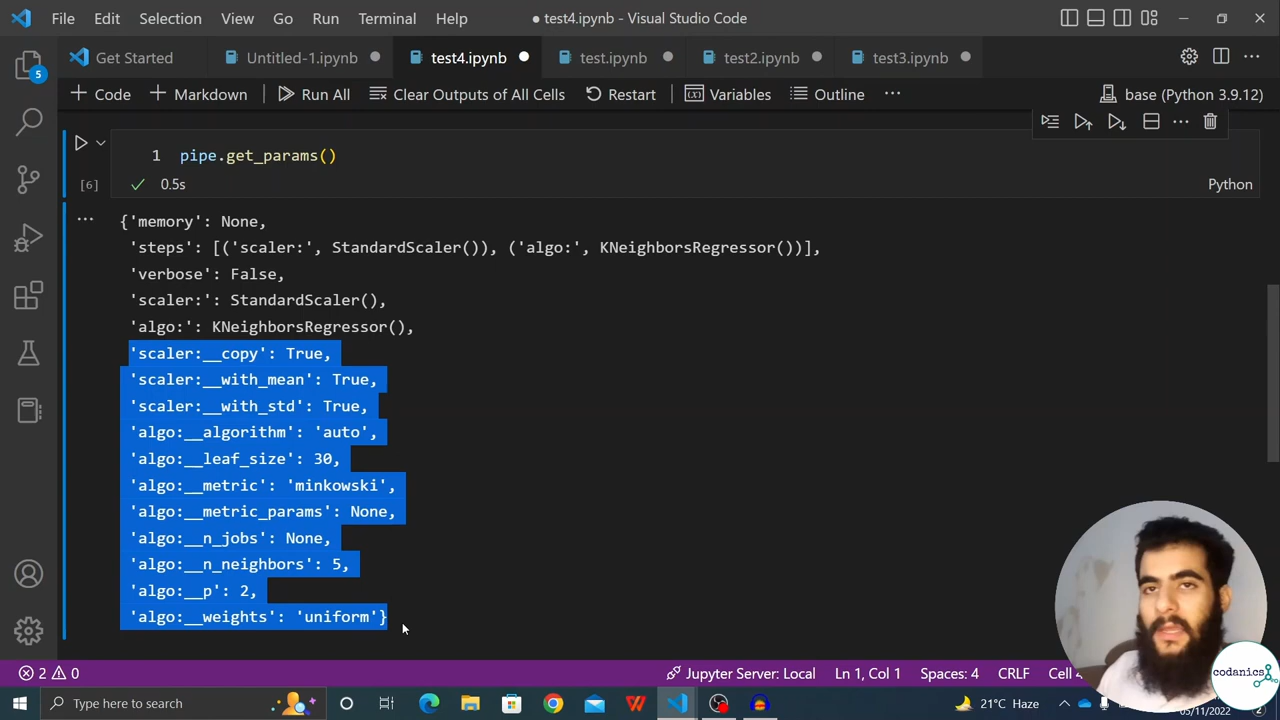 File Edit Selection View Go Run Terminal Help
● test4.ipynb - Visual Studio Code
Get Started
Untitled-1.ipynb
test4.ipynb
test.ipynb
test2.ipynb
test3.ipynb
5
Code
Markdown
Run All
Clear Outputs of All Cells
Restart
Variables
Outline
base (Python 3.9.12)
1 pipe.get_params()
[6]
0.5s
Python
{'memory': None,
'steps': [('scaler:', StandardScaler()), ('algo:', KNeighborsRegressor())],
'verbose': False,
'scaler:': StandardScaler(),
'algo:': KNeighborsRegressor(),
'scaler:__copy': True,
'scaler:__with_mean': True,
'scaler:__with_std': True,
'algo:__algorithm': 'auto',
'algo:__leaf_size': 30,
'algo:__metric': 'minkowski',
'algo:__metric_params': None,
'algo:__n_jobs': None,
'algo:__n_neighbors': 5,
'algo:__p': 2,
'algo:__weights': 'uniform'}
codanics
2 0
Jupyter Server: Local
Ln 1, Col 1
Spaces: 4
CRLF
Cell
Type here to search
21°C Haze
05/11/2022